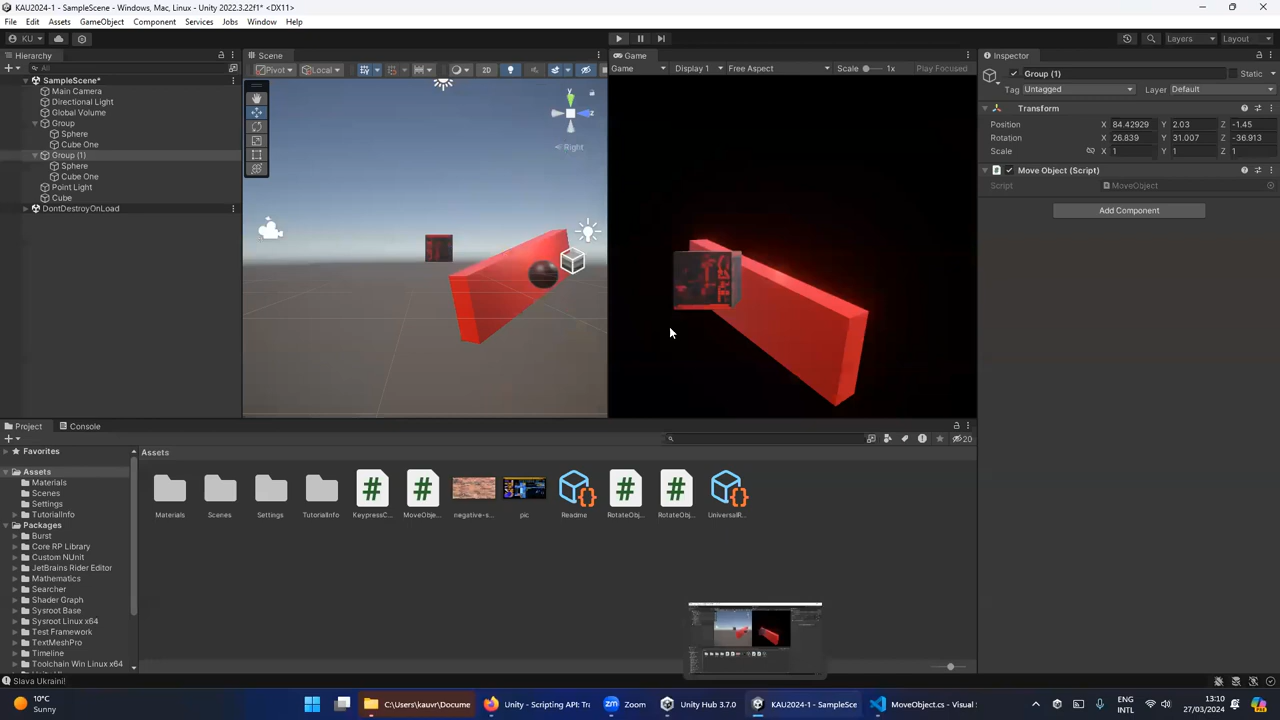 KAU2024-1 - SampleScene - Windows, Mac, Linux - Unity 2022.3.22f1* <DX11>
File Edit Assets GameObject Component Services Jobs Window Help
KU
Layers
Layout
Hierarchy
All
SampleScene*
Main Camera
Directional Light
Global Volume
Group
Sphere
Cube One
Group (1)
Sphere
Cube One
Point Light
Cube
DontDestroyOnLoad
Scene
Pivot
Local
2D
y
z
Right
Game
Game Display 1 Free Aspect Scale Play Focused
Inspector
Group (1) Static
Tag Untagged Layer Default
Transform
Position X 84.42929 Y 2.03 Z -1.45
Rotation X 26.839 Y 31.007 Z -36.913
Scale X 1 Y 1 Z 1
Move Object (Script)
Script MoveObject
Add Component
Project Console
20
Favorites
Assets
Materials
Scenes
Settings
TutorialInfo
Packages
Burst
Core RP Library
Custom NUnit
JetBrains Rider Editor
Mathematics
Searcher
Shader Graph
Sysroot Base
Sysroot Linux x64
Test Framework
TextMeshPro
Timeline
Toolchain Win Linux x64
Assets
Materials Scenes Settings TutorialInfo KeypressC... MoveObje... negative-s... pic Readme RotateObj... RotateObj... UniversalR...
Slava Ukraini!
10°C
Sunny
C:\Users\kauvr\Docume
Unity - Scripting API: Tra
Zoom
Unity Hub 3.7.0
KAU2024-1 - SampleSce
MoveObject.cs - Visual S
ENG
INTL
13:10
27/03/2024